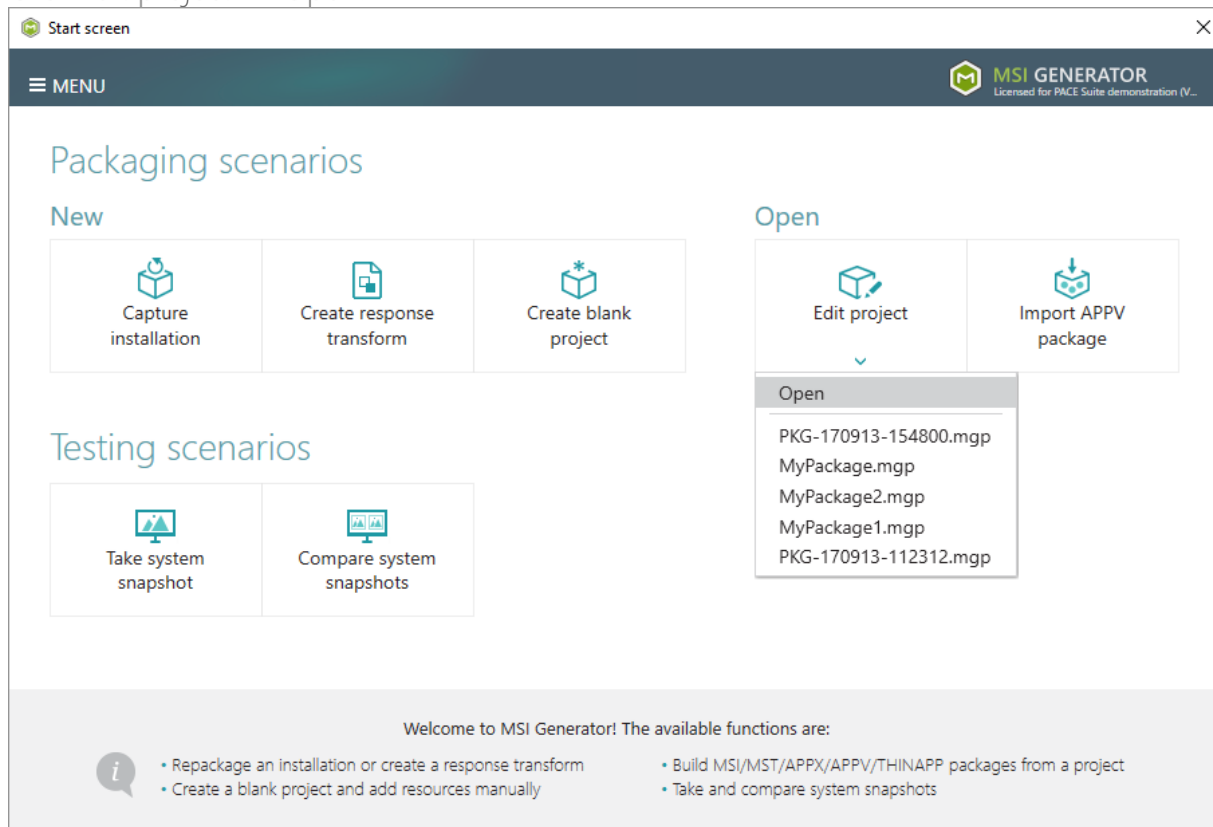 Start screen
MENU
MSI GENERATOR
Licensed for PACE Suite demonstration (V...
Packaging scenarios
New
Open
Capture
installation
Create response
transform
Create blank
project
Edit project
Import APPV
package
Open
PKG-170913-154800.mgp
MyPackage.mgp
MyPackage2.mgp
MyPackage1.mgp
PKG-170913-112312.mgp
Testing scenarios
Take system
snapshot
Compare system
snapshots
Welcome to MSI Generator! The available functions are:
• Repackage an installation or create a response transform
• Create a blank project and add resources manually
• Build MSI/MST/APPX/APPV/THINAPP packages from a project
• Take and compare system snapshots